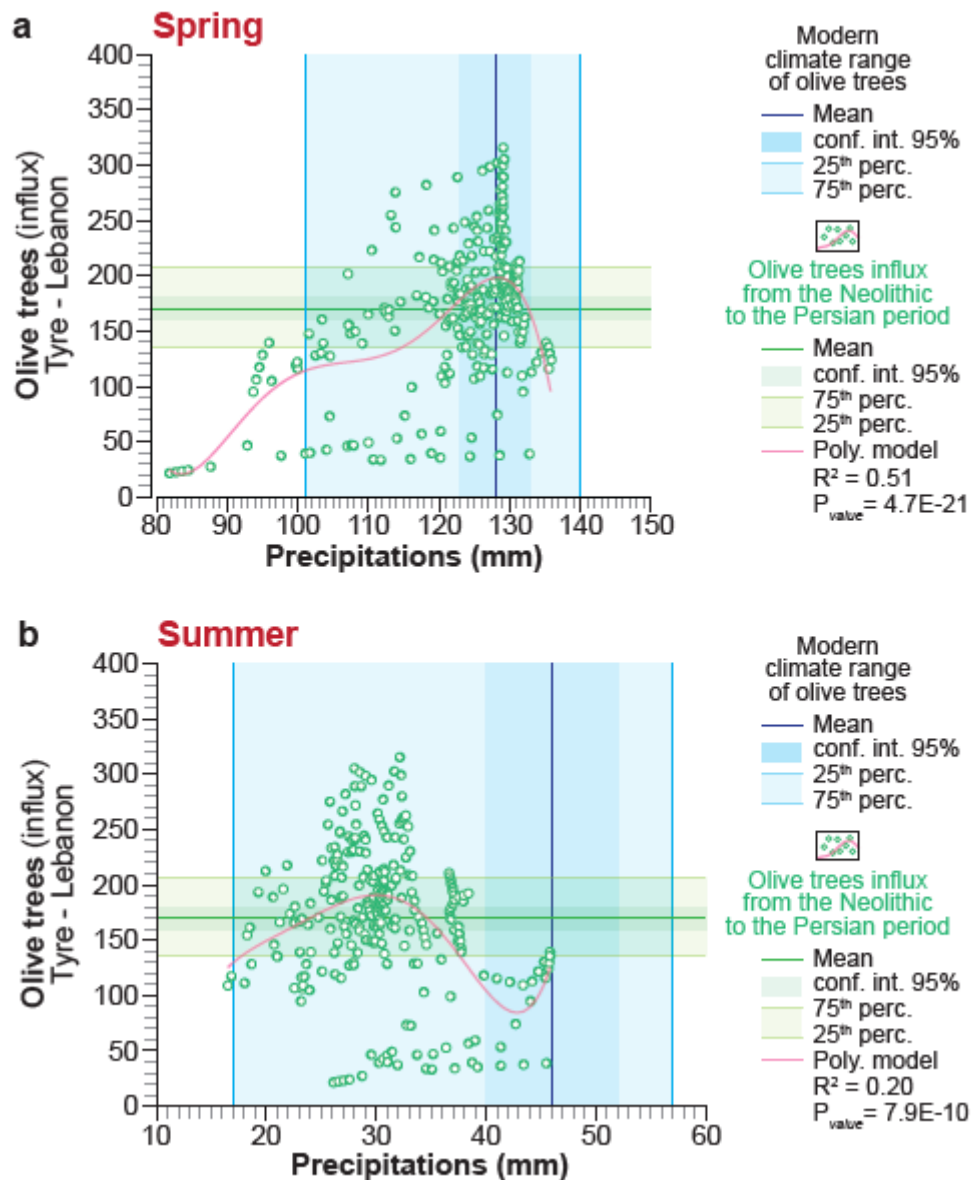 a Spring
Olive trees (influx)
Tyre - Lebanon
400
350
300
250
200
150
100
50
0
80 90 100 110 120 130 140 150
Precipitations (mm)
Modern
climate range
of olive trees
Mean
conf. int. 95%
25th perc.
75th perc.
Olive trees influx
from the Neolithic
to the Persian period
Mean
conf. int. 95%
75th perc.
25th perc.
Poly. model
R² = 0.51
Pvalue= 4.7E-21
b Summer
Olive trees (influx)
Tyre - Lebanon
400
350
300
250
200
150
100
50
0
10 20 30 40 50 60
Precipitations (mm)
Modern
climate range
of olive trees
Mean
conf. int. 95%
25th perc.
75th perc.
Olive trees influx
from the Neolithic
to the Persian period
Mean
conf. int. 95%
75th perc.
25th perc.
Poly. model
R² = 0.20
Pvalue= 7.9E-10